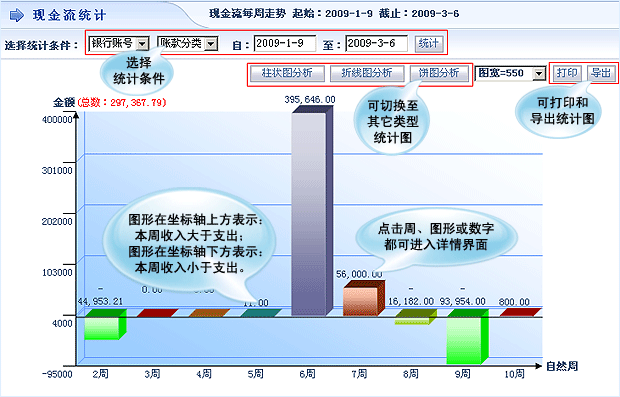 现金流统计
现金流每周走势 起始：2009-1-9 截止：2009-3-6
选择统计条件： 银行账号 账款分类 自： 2009-1-9 至： 2009-3-6 统计
选择
统计条件
柱状图分析 折线图分析 饼图分析 图宽=550 打印 导出
可切换至
其它类型
统计图
可打印和
导出统计图
金额(总数：297,367.79)
400000
301000
202000
103000
4000
-95000
395,646.00
图形在坐标轴上方表示：
本周收入大于支出；
图形在坐标轴下方表示：
本周收入小于支出。
点击周、图形或数字
都可进入详情界面
44,953.21
56,000.00
16,182.00
93,954.00
800.00
自然周
2周 3周 4周 5周 6周 7周 8周 9周 10周